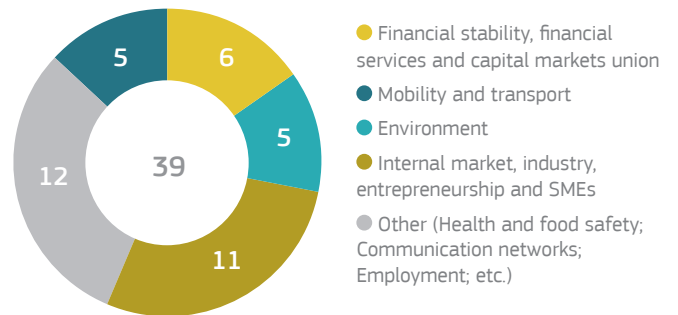 5
6
5
39
12
11
Financial stability, financial
services and capital markets union
Mobility and transport
Environment
Internal market, industry,
entrepreneurship and SMEs
Other (Health and food safety;
Communication networks;
Employment; etc.)